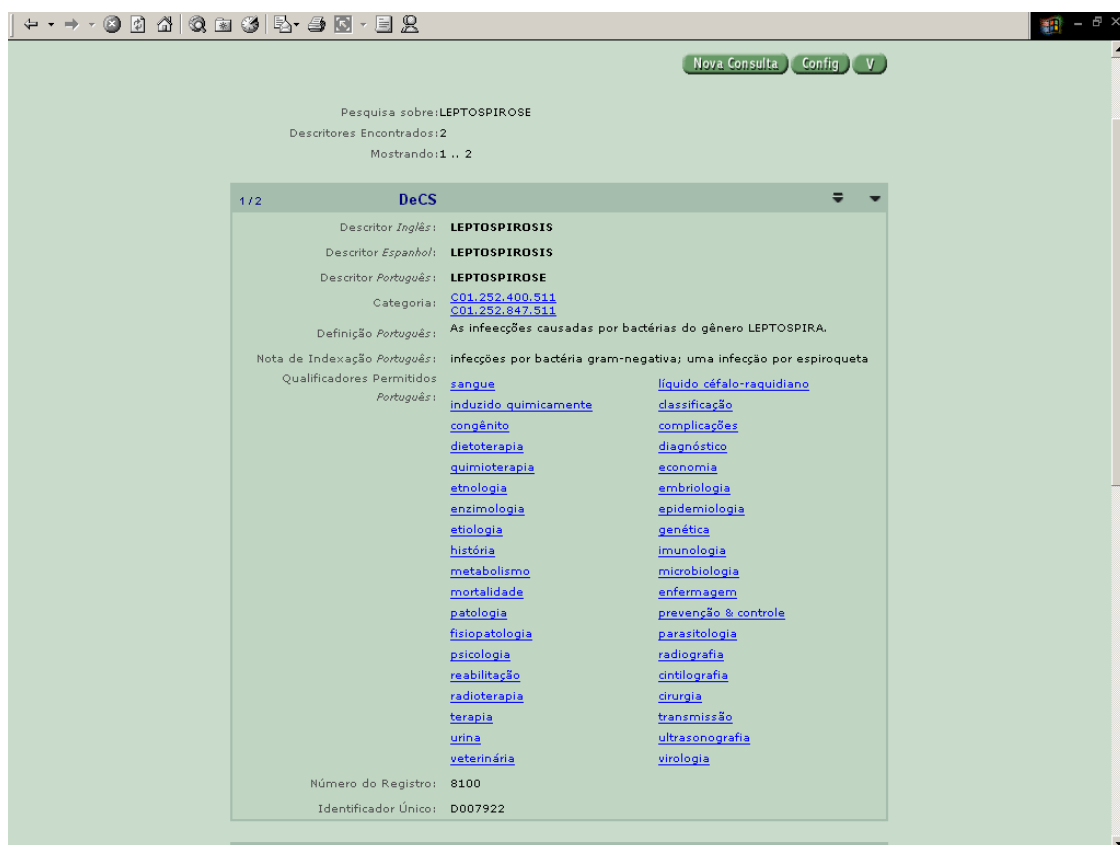 Nova Consulta Config V
Pesquisa sobre:LEPTOSPIROSE
Descritores Encontrados:2
Mostrando:1 .. 2
1 / 2 DeCS
Descritor Inglês: LEPTOSPIROSIS
Descritor Espanhol: LEPTOSPIROSIS
Descritor Português: LEPTOSPIROSE
Categoria: C01.252.400.511
C01.252.847.511
Definição Português: As infeecções causadas por bactérias do gênero LEPTOSPIRA.
Nota de Indexação Português: infecções por bactéria gram-negativa; uma infecção por espiroqueta
Qualificadores Permitidos Português: sangue líquido céfalo-raquidiano
induzido quimicamente classificação
congênito complicações
dietoterapia diagnóstico
quimioterapia economia
etnologia embriologia
enzimologia epidemiologia
etiologia genética
história imunologia
metabolismo microbiologia
mortalidade enfermagem
patologia prevenção & controle
fisiopatologia parasitologia
psicologia radiografia
reabilitação cintilografia
radioterapia cirurgia
terapia transmissão
urina ultrasonografia
veterinária virologia
Número do Registro: 8100
Identificador Único: D007922